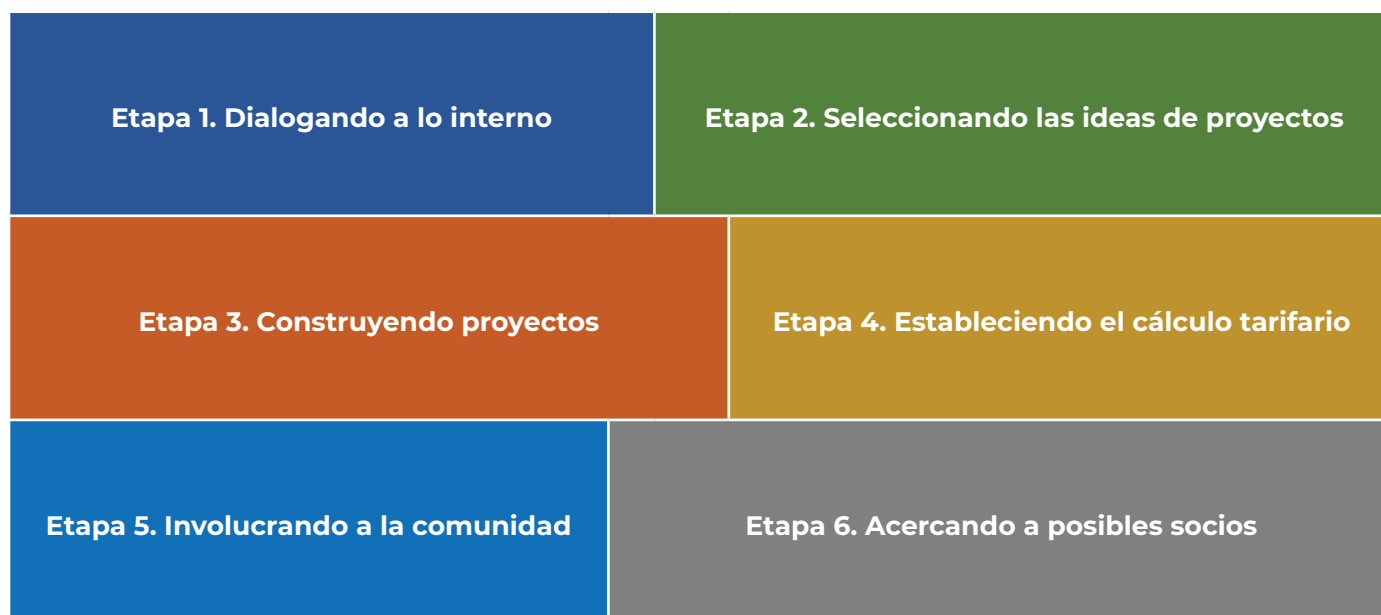 Etapa 1. Dialogando a lo interno
Etapa 2. Seleccionando las ideas de proyectos
Etapa 3. Construyendo proyectos
Etapa 4. Estableciendo el cálculo tarifario
Etapa 5. Involucrando a la comunidad
Etapa 6. Acercando a posibles socios